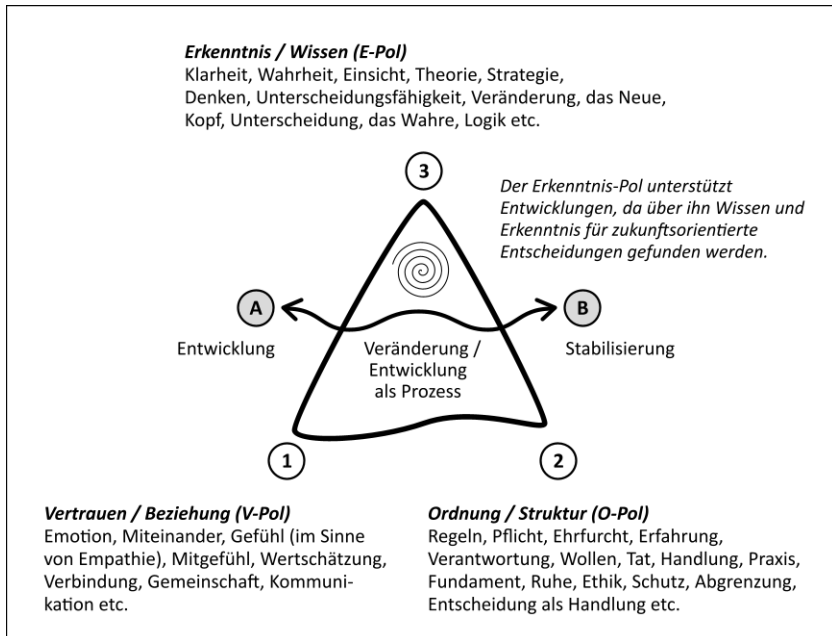 Erkenntnis / Wissen (E-Pol)
Klarheit, Wahrheit, Einsicht, Theorie, Strategie,
Denken, Unterscheidungsfähigkeit, Veränderung, das Neue,
Kopf, Unterscheidung, das Wahre, Logik etc.
3
Der Erkenntnis-Pol unterstützt
Entwicklungen, da über ihn Wissen und
Erkenntnis für zukunftsorientierte
Entscheidungen gefunden werden.
A
B
Entwicklung
Veränderung /
Entwicklung
als Prozess
Stabilisierung
1
2
Vertrauen / Beziehung (V-Pol)
Emotion, Miteinander, Gefühl (im Sinne
von Empathie), Mitgefühl, Wertschätzung,
Verbindung, Gemeinschaft, Kommuni-
kation etc.
Ordnung / Struktur (O-Pol)
Regeln, Pflicht, Ehrfurcht, Erfahrung,
Verantwortung, Wollen, Tat, Handlung, Praxis,
Fundament, Ruhe, Ethik, Schutz, Abgrenzung,
Entscheidung als Handlung etc.